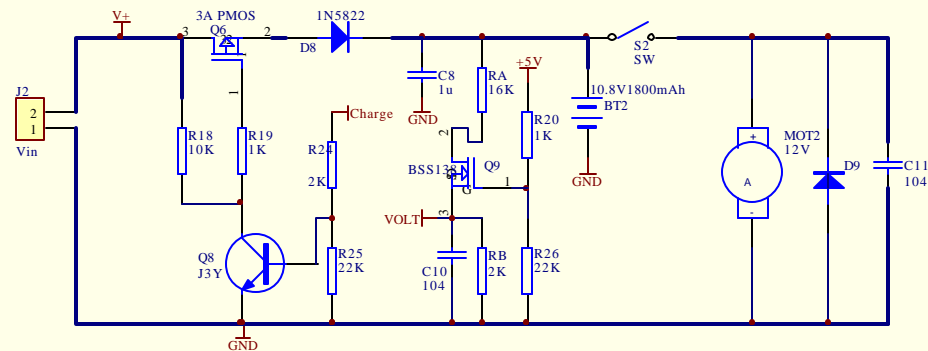 V+
3A PMOS
Q6
3
2
1
1N5822
D8
J2
2
1
Vin
R18
10K
R19
1K
Charge
R24
2K
Q8
J3Y
R25
22K
GND
C8
1u
GND
RA
16K
+5V
R20
1K
2
BSS138
Q9
G
1
3
VOLT
C10
104
RB
2K
R26
22K
10.8V1800mAh
BT2
GND
S2
SW
MOT2
12V
+
A
-
D9
C11
104